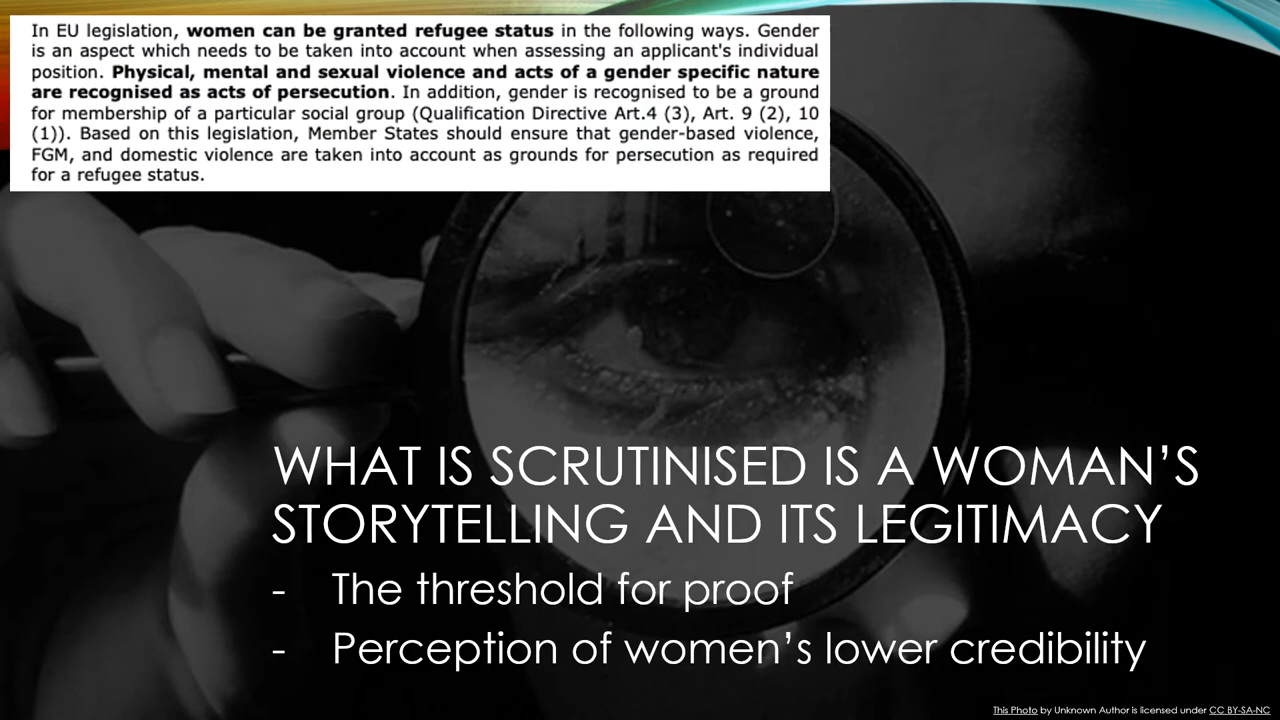 In EU legislation, women can be granted refugee status in the following ways. Gender
is an aspect which needs to be taken into account when assessing an applicant's individual
position. Physical, mental and sexual violence and acts of a gender specific nature
are recognised as acts of persecution. In addition, gender is recognised to be a ground
for membership of a particular social group (Qualification Directive Art.4 (3), Art. 9 (2), 10
(1)). Based on this legislation, Member States should ensure that gender-based violence,
FGM, and domestic violence are taken into account as grounds for persecution as required
for a refugee status.
WHAT IS SCRUTINISED IS A WOMAN’S
STORYTELLING AND ITS LEGITIMACY
- The threshold for proof
- Perception of women’s lower credibility
This Photo by Unknown Author is licensed under CC BY-SA-NC